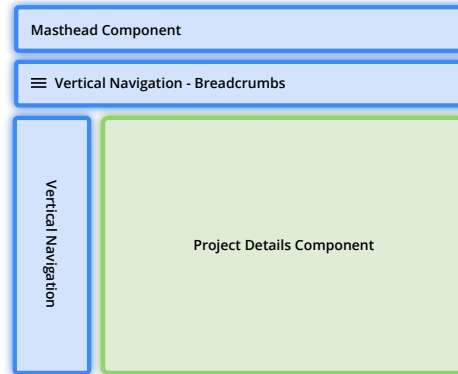 Masthead Component
Vertical Navigation - Breadcrumbs
Vertical Navigation
Project Details Component